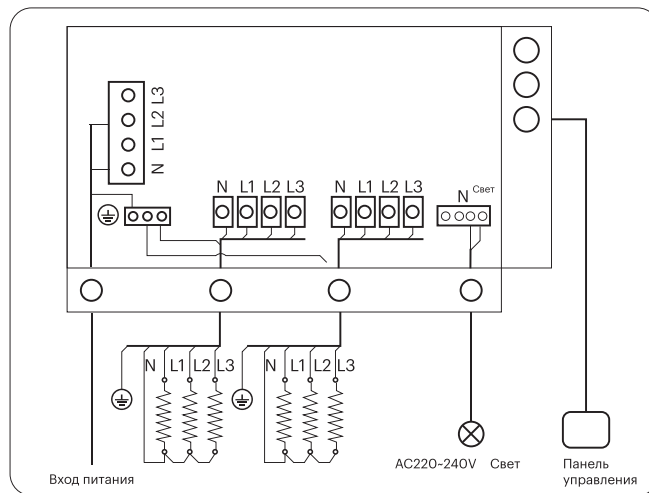 L3
L2
L1
N
N L1 L2 L3
N L1 L2 L3
N Свет
N L1 L2 L3
N L1 L2 L3
Вход питания
AC220~240V Свет
Панель
управления